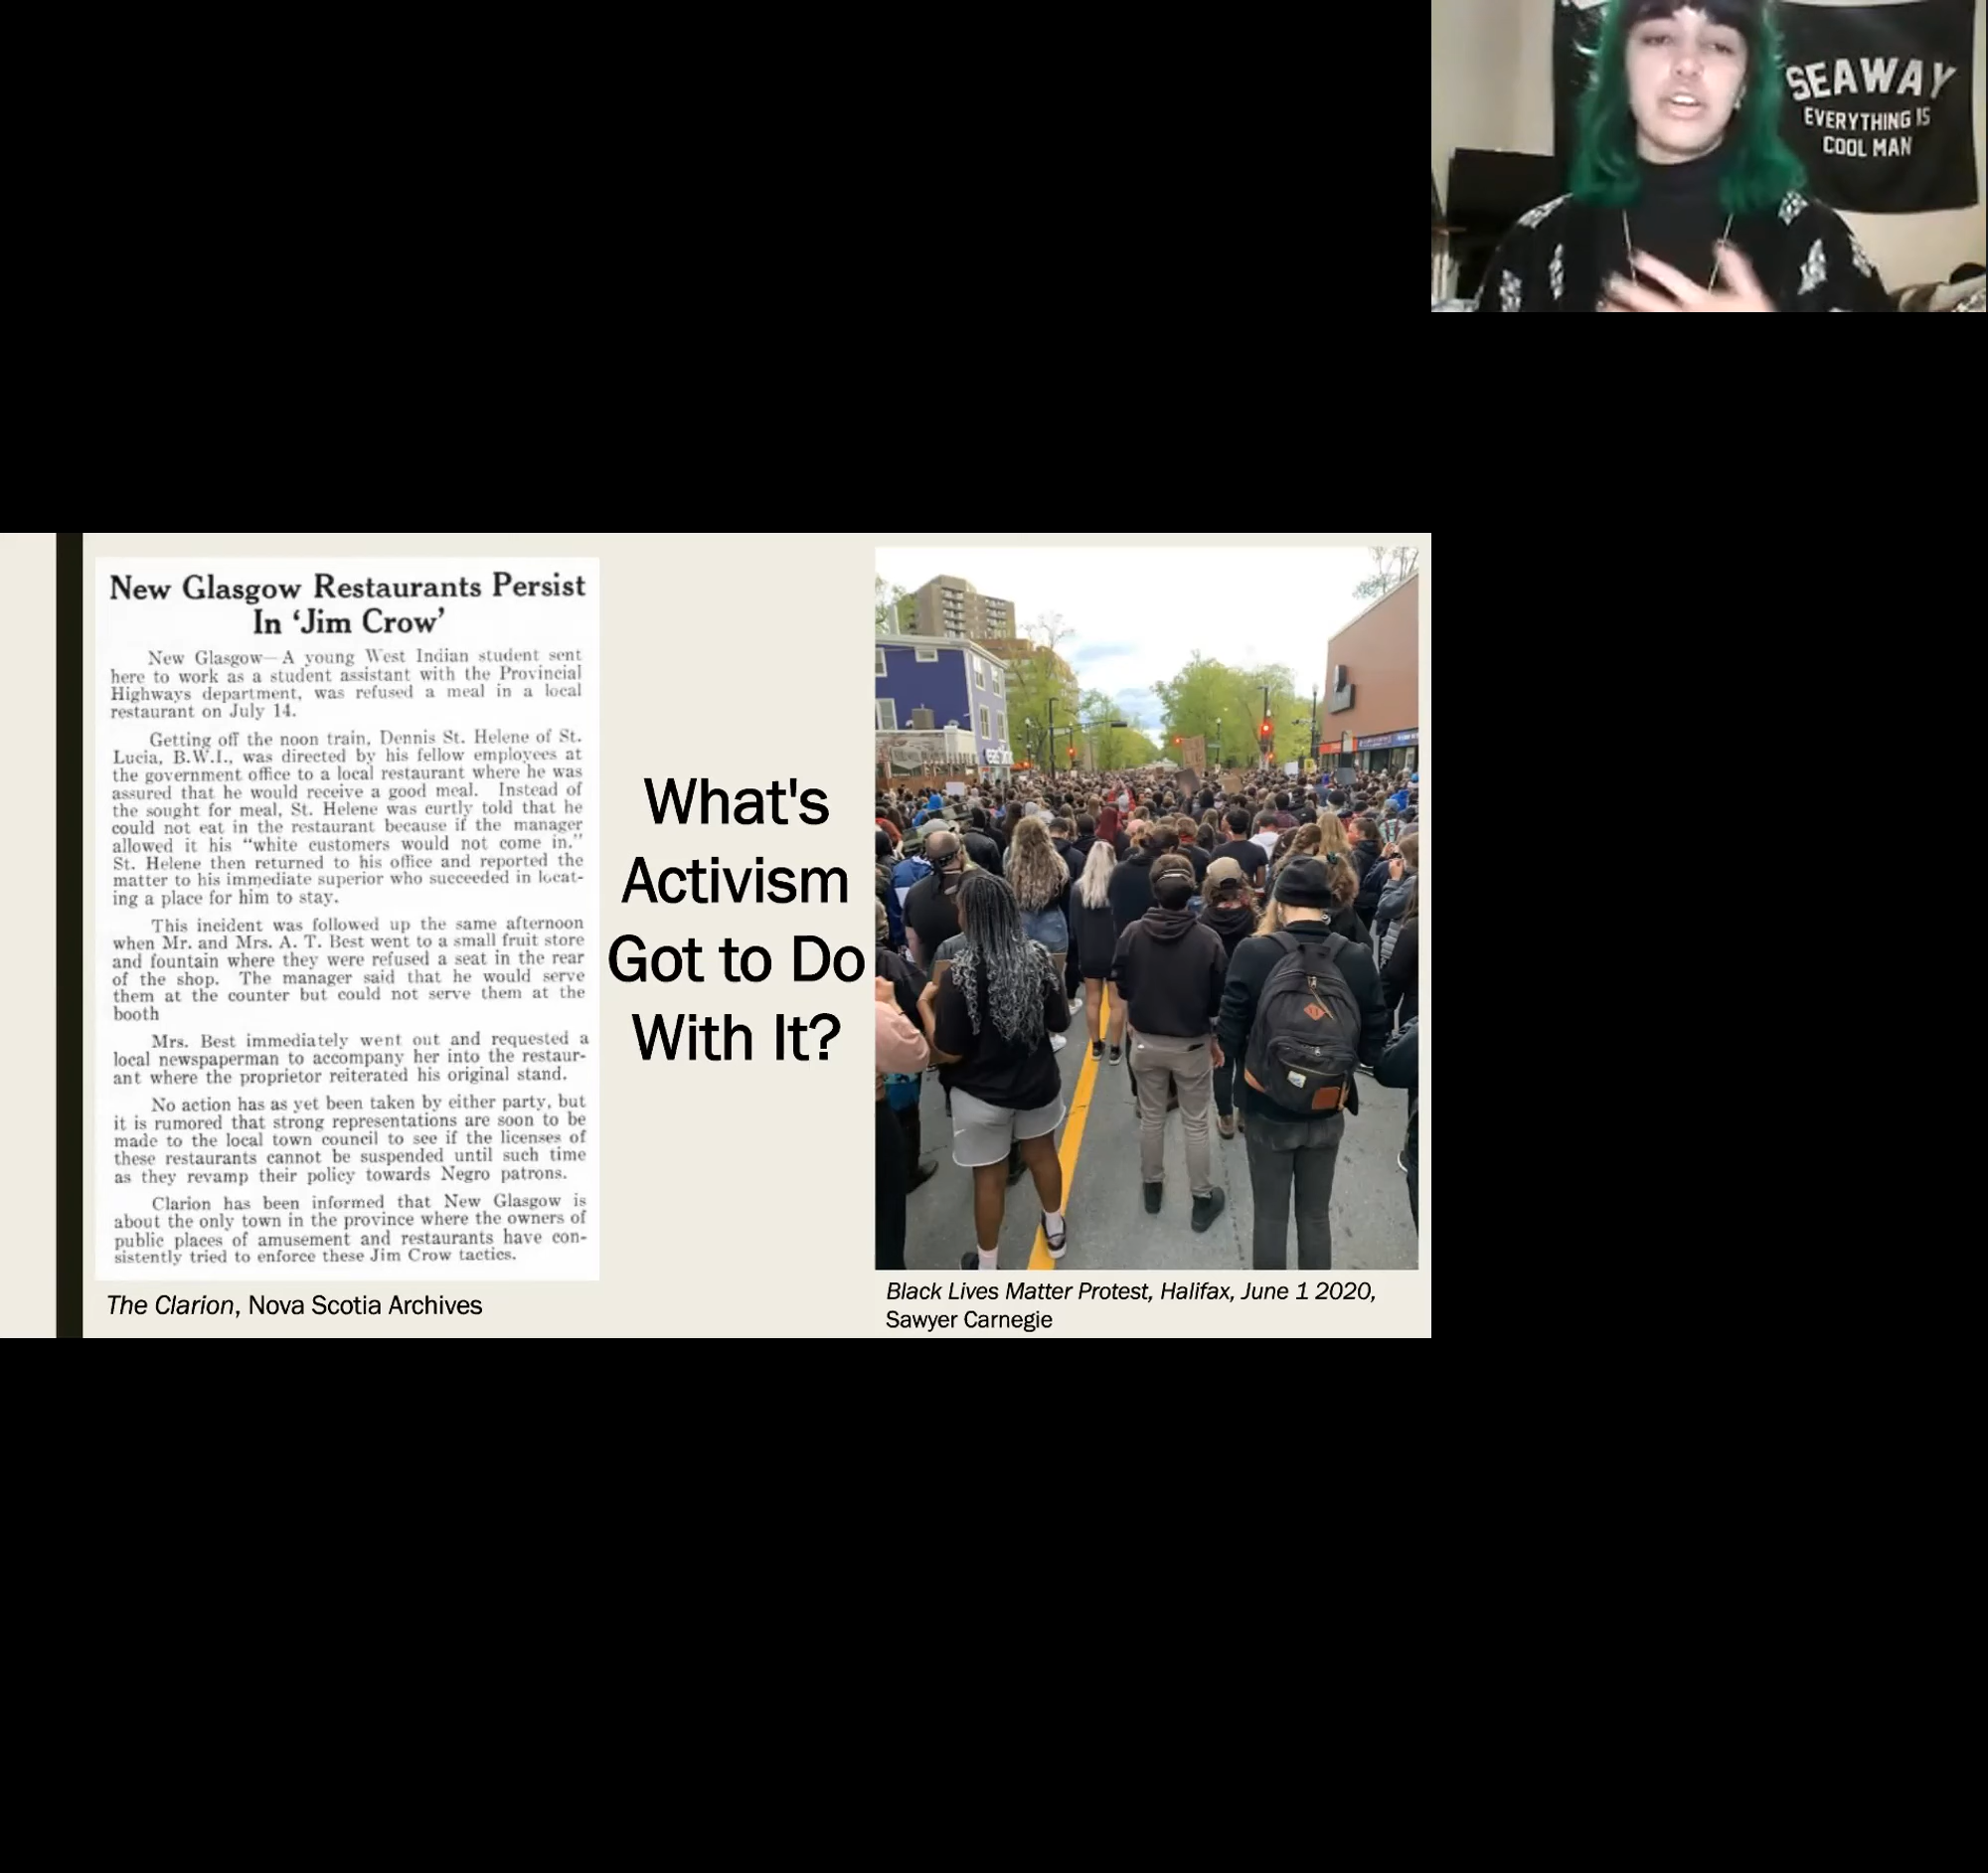 SEAWAY
EVERYTHING IS
COOL MAN
New Glasgow Restaurants Persist
In ‘Jim Crow’
New Glasgow—A young West Indian student sent
here to work as a student assistant with the Provincial
Highways department, was refused a meal in a local
restaurant on July 14.
Getting off the noon train, Dennis St. Helene of St.
Lucia, B.W.I., was directed by his fellow employees at
the government office to a local restaurant where he was
assured that he would receive a good meal. Instead of
the sought for meal, St. Helene was curtly told that he
could not eat in the restaurant because if the manager
allowed it his “white customers would not come in.”
St. Helene then returned to his office and reported the
matter to his immediate superior who succeeded in locat-
ing a place for him to stay.
This incident was followed up the same afternoon
when Mr. and Mrs. A. T. Best went to a small fruit store
and fountain where they were refused a seat in the rear
of the shop. The manager said that he would serve
them at the counter but could not serve them at the
booth
Mrs. Best immediately went out and requested a
local newspaperman to accompany her into the restaur-
ant where the proprietor reiterated his original stand.
No action has as yet been taken by either party, but
it is rumored that strong representations are soon to be
made to the local town council to see if the licenses of
these restaurants cannot be suspended until such time
as they revamp their policy towards Negro patrons.
Clarion has been informed that New Glasgow is
about the only town in the province where the owners of
public places of amusement and restaurants have con-
sistently tried to enforce these Jim Crow tactics.
The Clarion, Nova Scotia Archives
What's
Activism
Got to Do
With It?
Black Lives Matter Protest, Halifax, June 1 2020,
Sawyer Carnegie